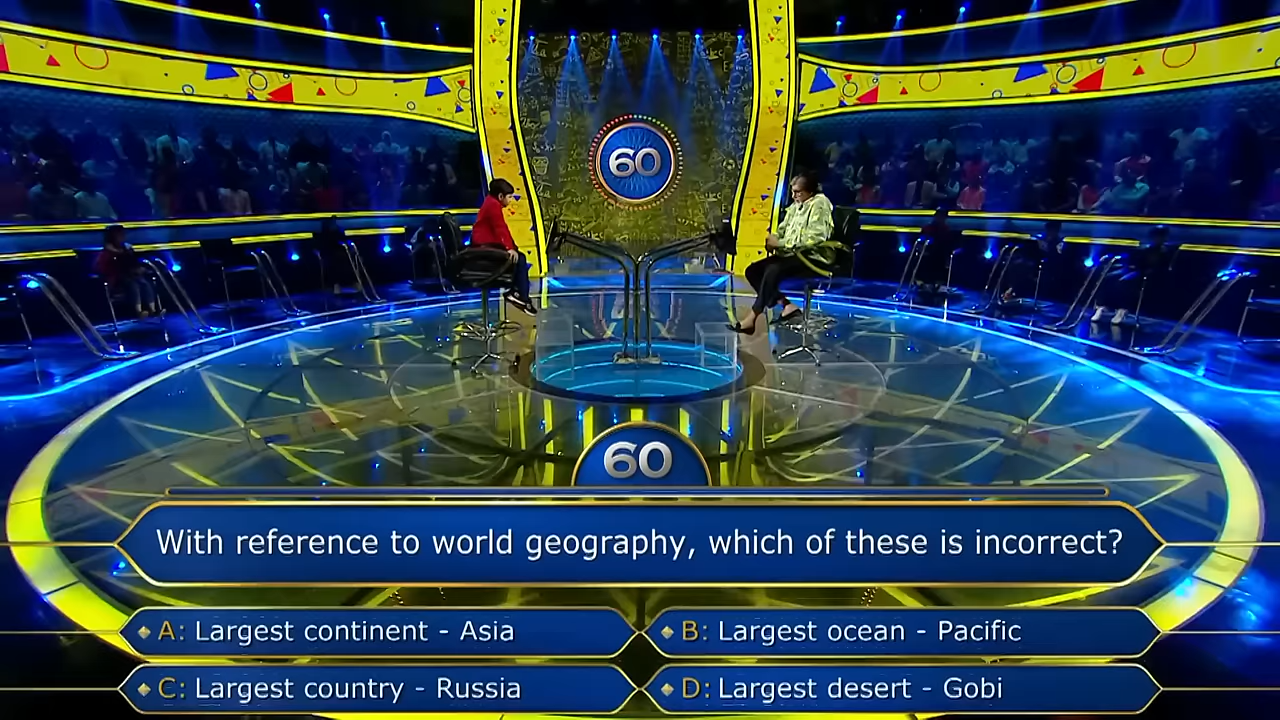 60
60
With reference to world geography, which of these is incorrect?
A: Largest continent - Asia
B: Largest ocean - Pacific
C: Largest country - Russia
D: Largest desert - Gobi